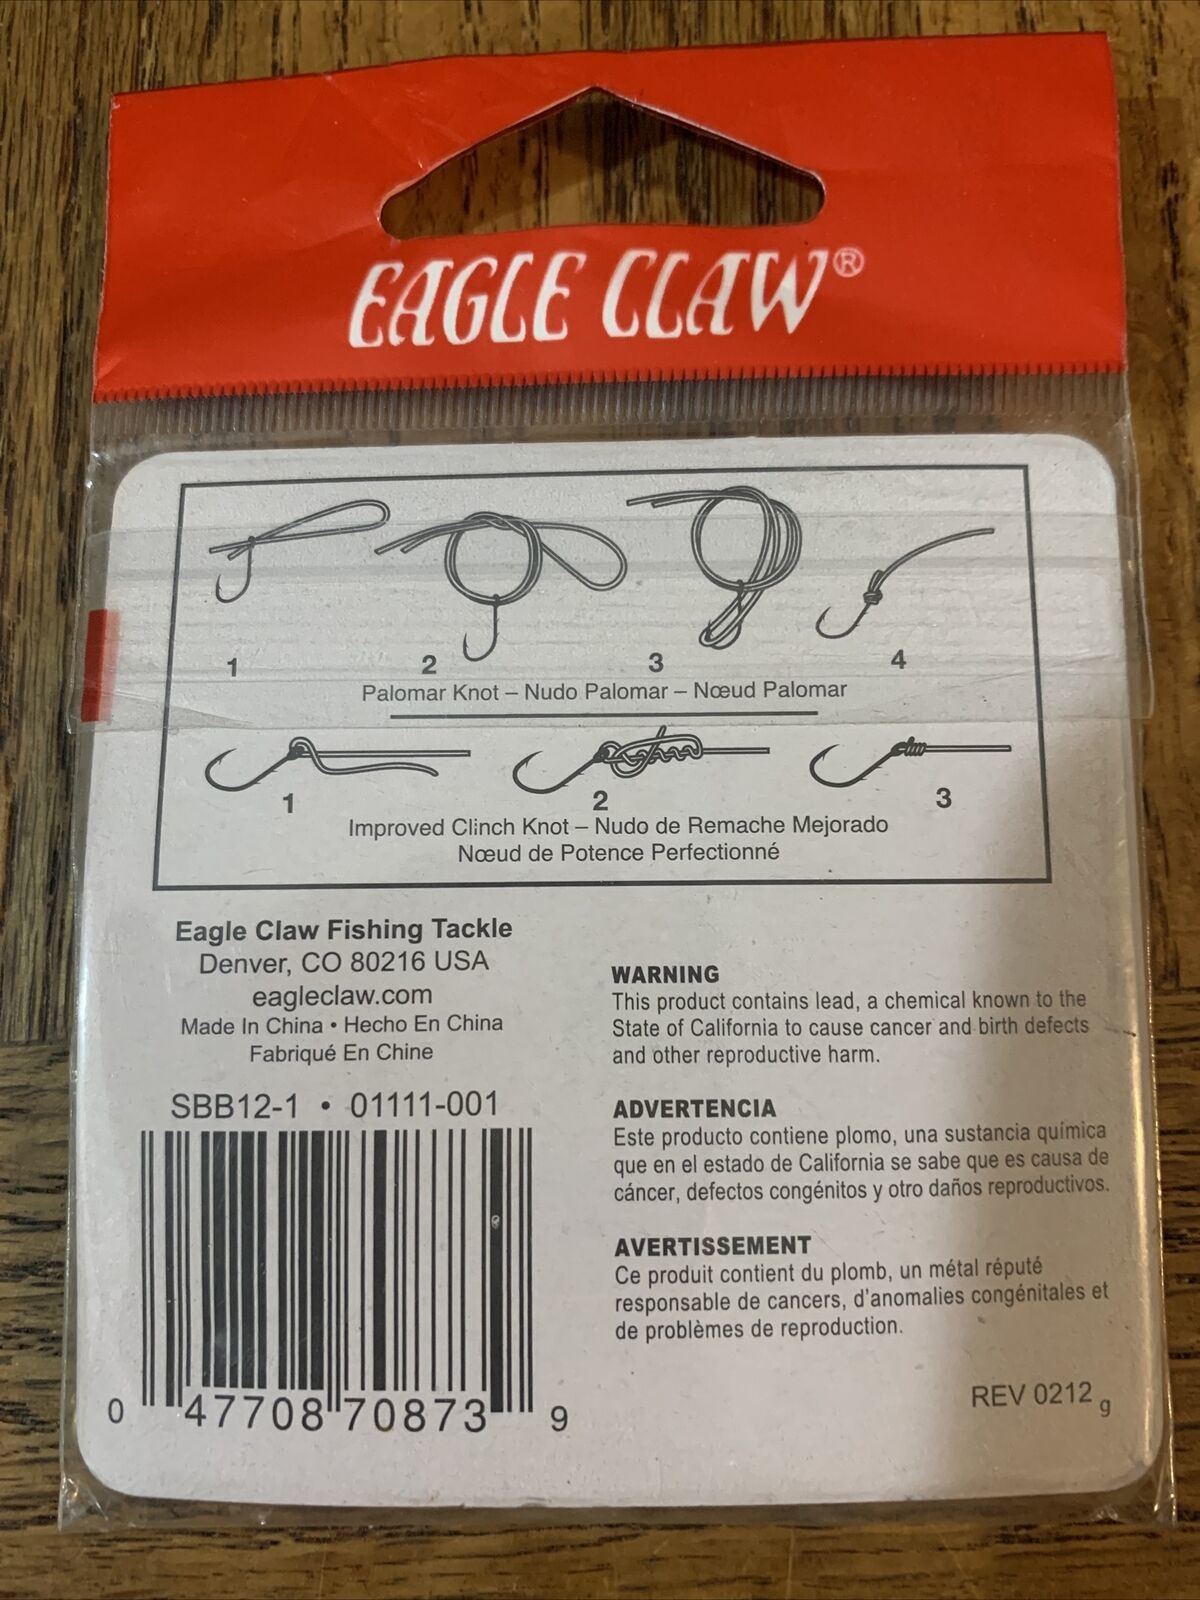 EAGLE CLAW®
1
2
3
4
Palomar Knot – Nudo Palomar – Nœud Palomar
1
2
3
Improved Clinch Knot – Nudo de Remache Mejorado
Nœud de Potence Perfectionné
Eagle Claw Fishing Tackle
Denver, CO 80216 USA
eagleclaw.com
Made In China • Hecho En China
Fabriqué En Chine
SBB12-1 • 01111-001
0 47708 70873 9
WARNING
This product contains lead, a chemical known to the
State of California to cause cancer and birth defects
and other reproductive harm.
ADVERTENCIA
Este producto contiene plomo, una sustancia química
que en el estado de California se sabe que es causa de
cáncer, defectos congénitos y otro daños reproductivos.
AVERTISSEMENT
Ce produit contient du plomb, un métal réputé
responsable de cancers, d'anomalies congénitales et
de problèmes de reproduction.
REV 0212 g